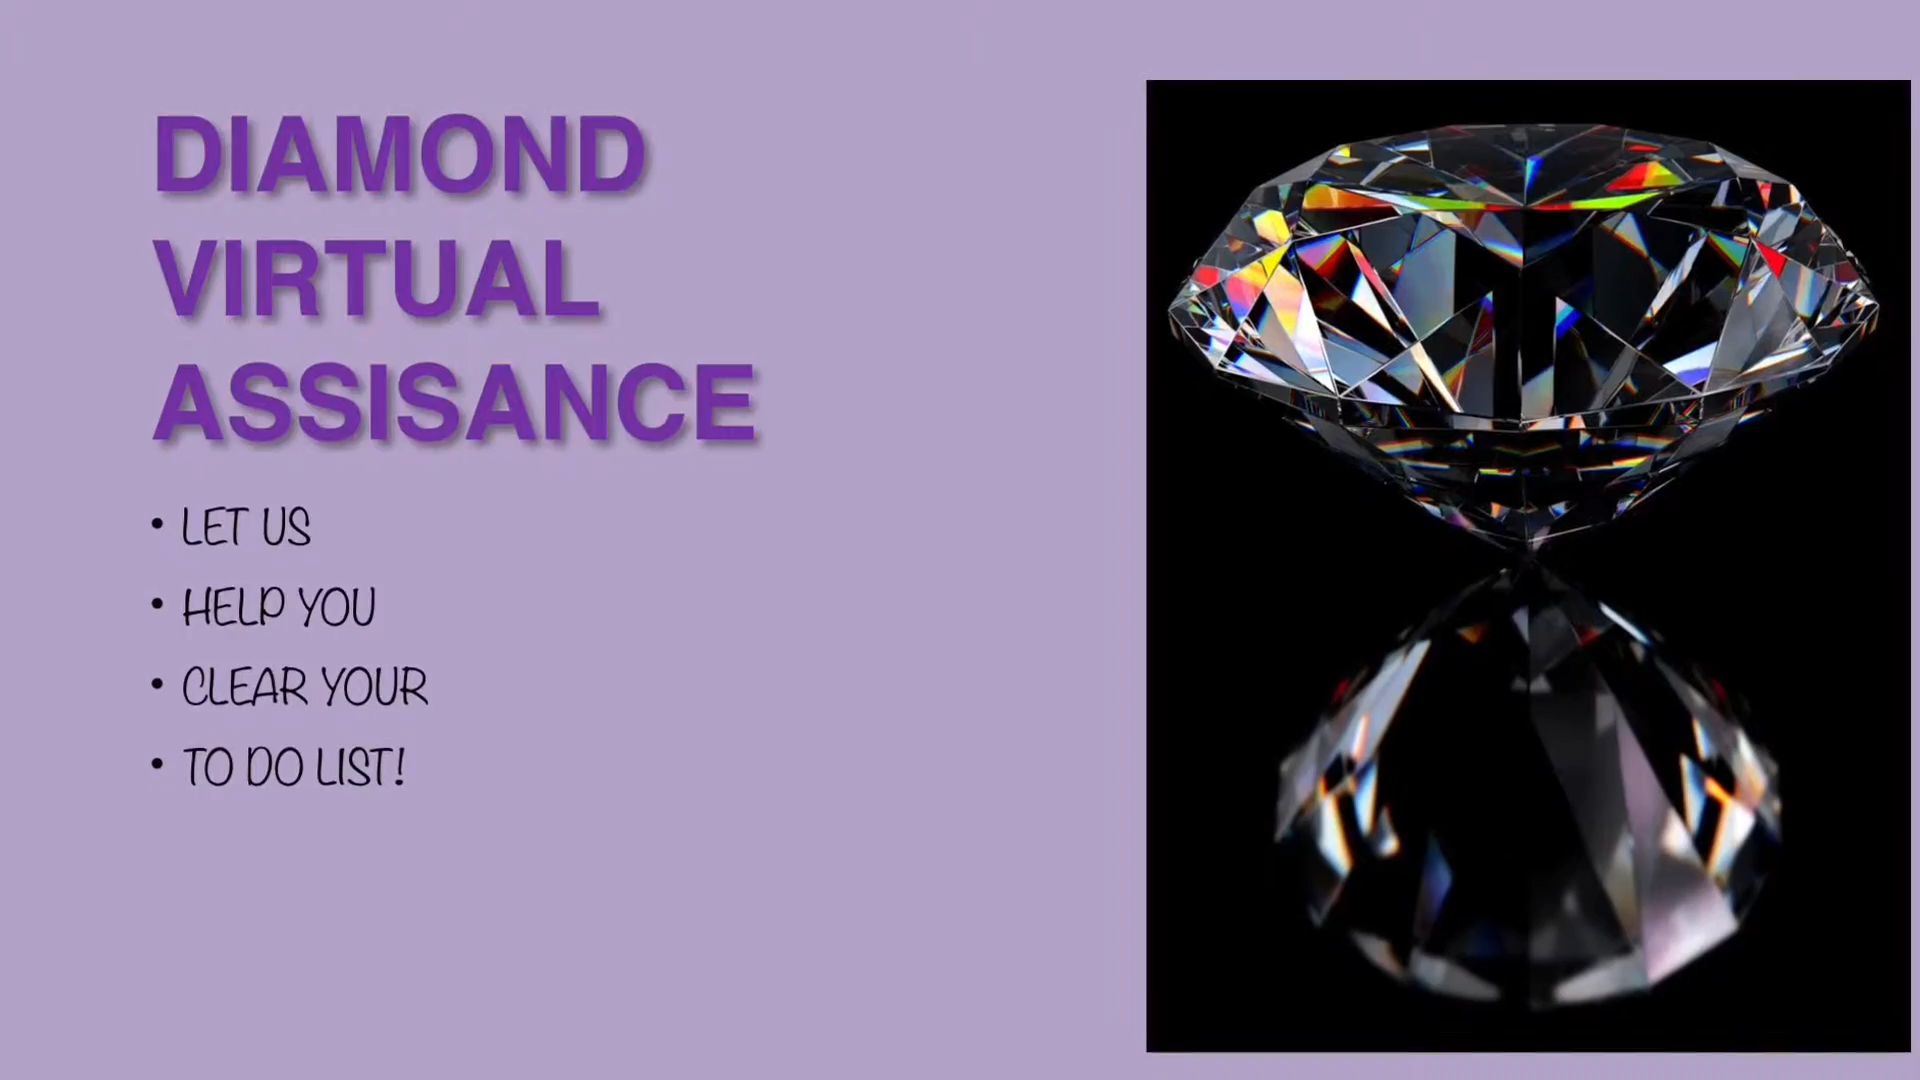 DIAMOND
VIRTUAL
ASSISANCE
• LET US
• HELP YOU
• CLEAR YOUR
• TO DO LIST!